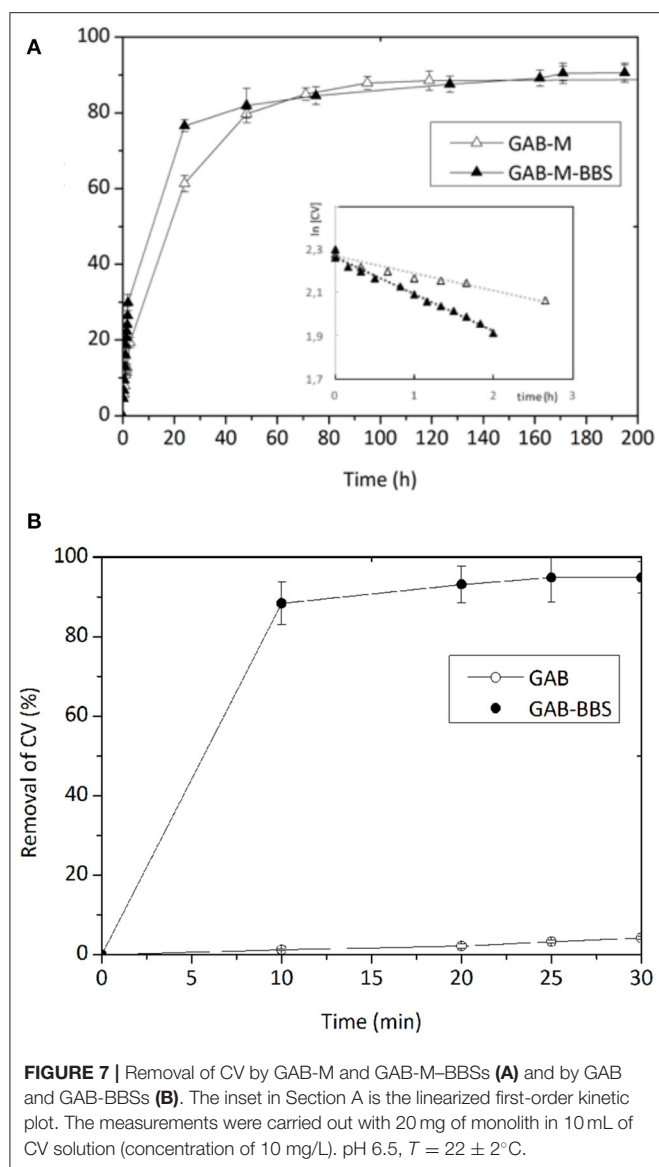 A
100
80
60
40
20
0
0 20 40 60 80 100 120 140 160 180 200
Time (h)
GAB-M
GAB-M-BBS
ln [CV]
2,3
2,1
1,9
1,7
0 1 2 3
time (h)
B
Removal of CV (%)
100
80
60
40
20
0
0 5 10 15 20 25 30
Time (min)
GAB
GAB-BBS
FIGURE 7 | Removal of CV by GAB-M and GAB-M–BBSs (A) and by GAB
and GAB-BBSs (B). The inset in Section A is the linearized first-order kinetic
plot. The measurements were carried out with 20 mg of monolith in 10 mL of
CV solution (concentration of 10 mg/L). pH 6.5, T = 22 ± 2°C.